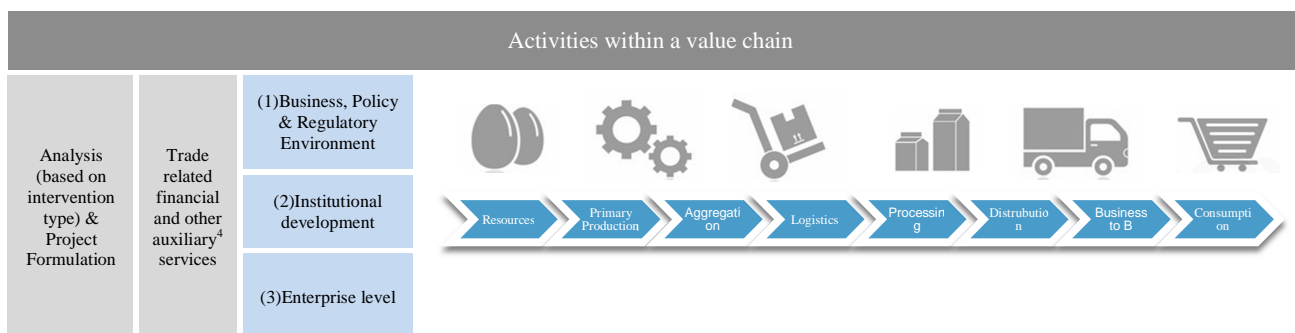 Activities within a value chain
Analysis
(based on
intervention
type) &
Project
Formulation
Trade
related
financial
and other
auxiliary4
services
(1)Business, Policy
& Regulatory
Environment
(2)Institutional
development
(3)Enterprise level
Resources
Primary
Production
Aggregati
on
Logistics
Processin
g
Distrubutio
n
Business
to B
Consumpti
on